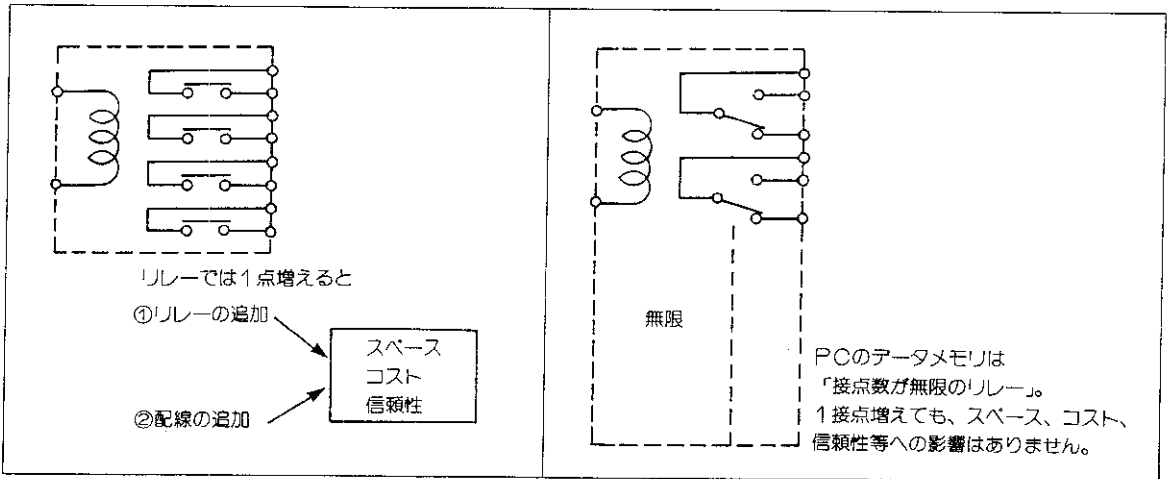 リレーでは1点増えると
①リレーの追加
スペース
コスト
信頼性
②配線の追加
無限
PCのデータメモリは
「接点数が無限のリレー」。
1接点増えても、スペース、コスト、
信頼性等への影響はありません。